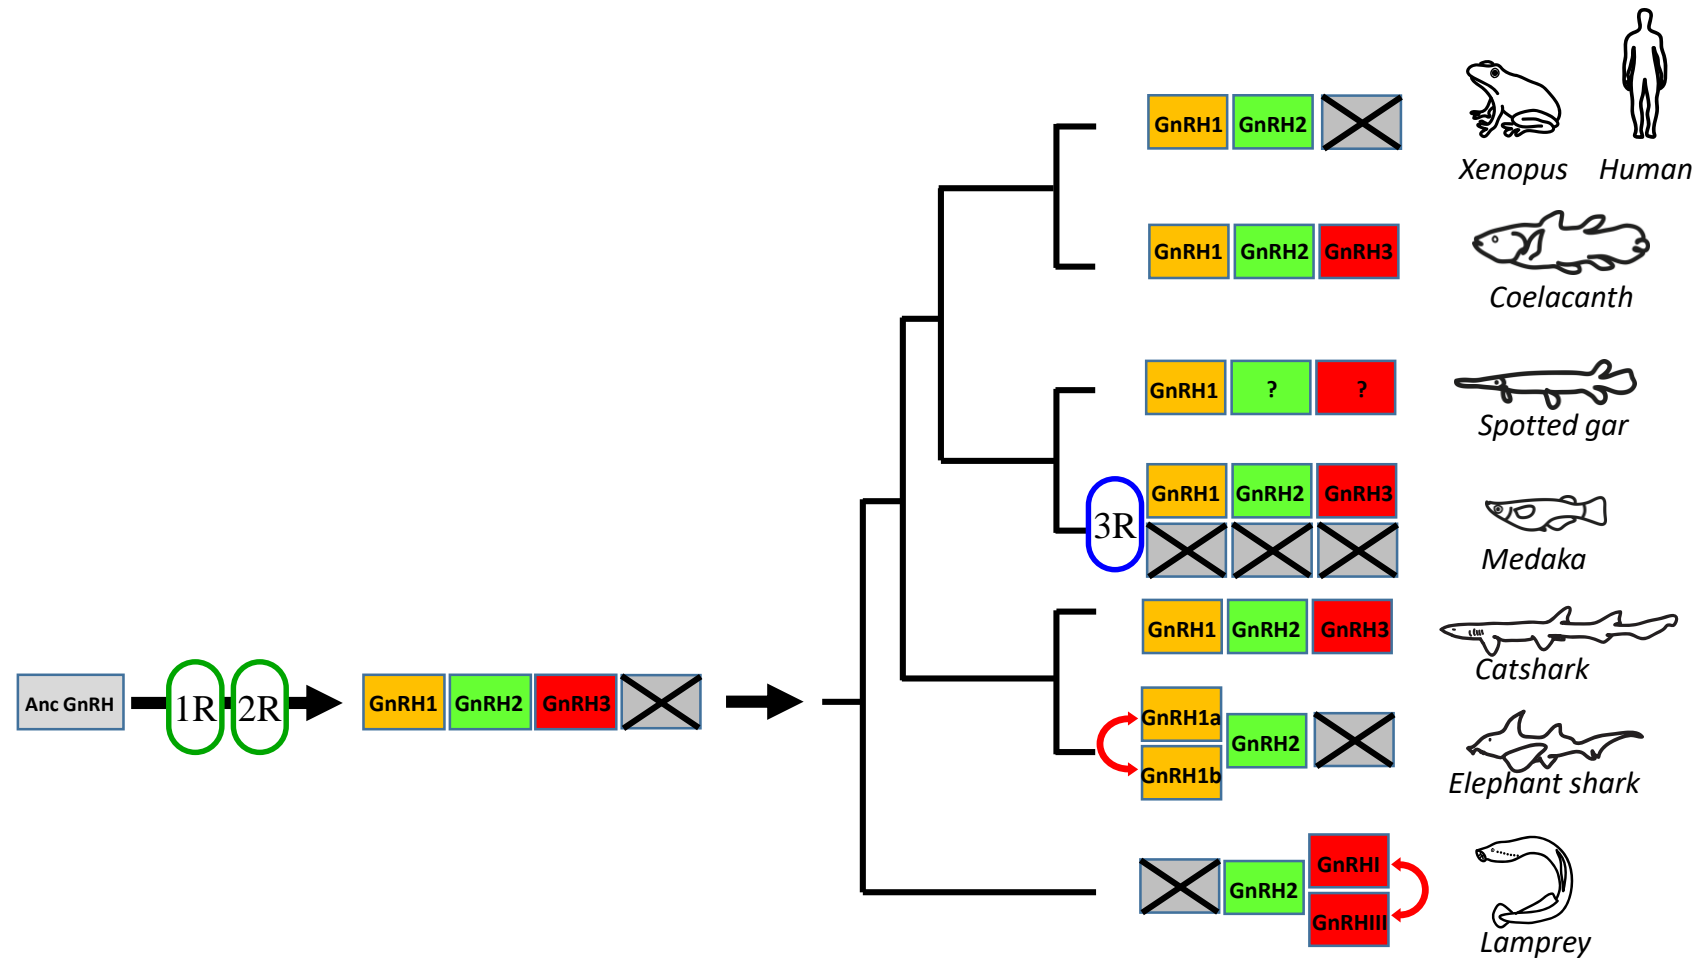 GnRH1 GnRH2
Xenopus Human
GnRH1 GnRH2 GnRH3
Coelacanth
GnRH1 ? ?
Spotted gar
3R GnRH1 GnRH2 GnRH3
Medaka
GnRH1 GnRH2 GnRH3
Catshark
Anc GnRH 1R 2R GnRH1 GnRH2 GnRH3
GnRH1a
GnRH2
GnRH1b
Elephant shark
GnRHI
GnRH2
GnRHIII
Lamprey